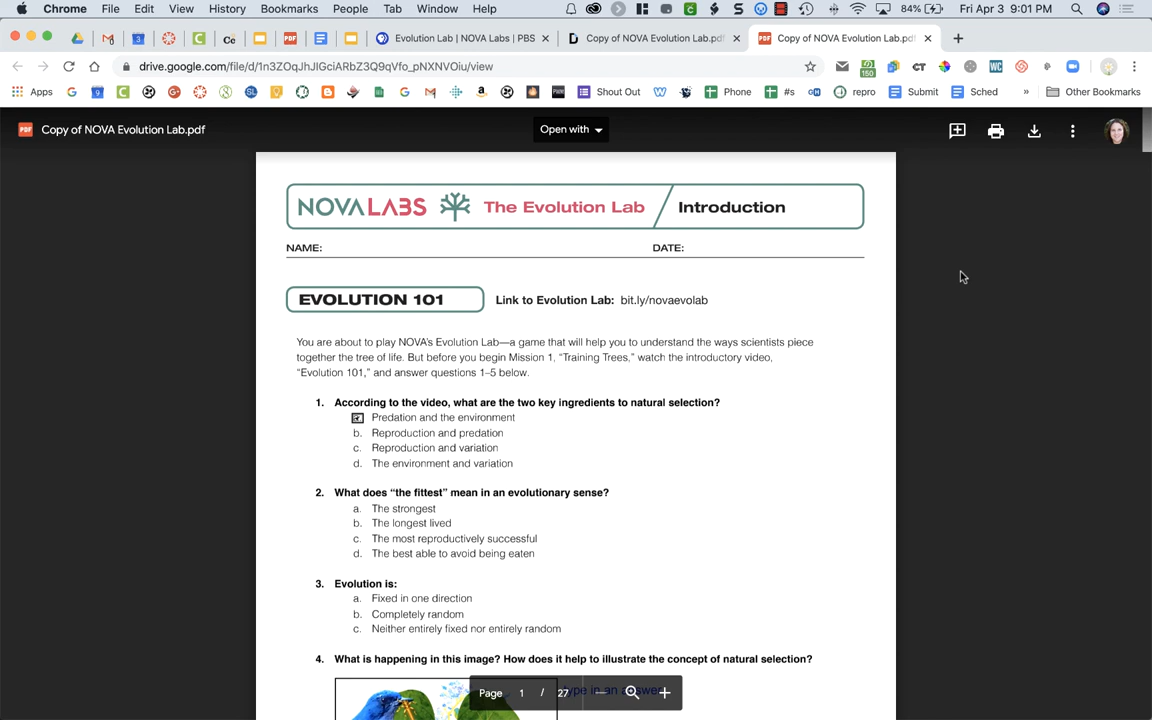 Chrome File Edit View History Bookmarks People Tab Window Help 84% Fri Apr 3 9:01 PM
Evolution Lab | NOVA Labs | PBS Copy of NOVA Evolution Lab.pdf Copy of NOVA Evolution Lab.pdf
drive.google.com/file/d/1n3ZOqJhJIGciARbZ3Q9qVfo_pNXNVOiu/view
Apps Shout Out Phone #s repro Submit Sched » Other Bookmarks
PDF Copy of NOVA Evolution Lab.pdf Open with
NOVA LABS The Evolution Lab Introduction
NAME: DATE:
EVOLUTION 101 Link to Evolution Lab: bit.ly/novaevolab
You are about to play NOVA's Evolution Lab—a game that will help you to understand the ways scientists piece
together the tree of life. But before you begin Mission 1, “Training Trees,” watch the introductory video,
“Evolution 101,” and answer questions 1–5 below.
1. According to the video, what are the two key ingredients to natural selection?
Predation and the environment
b. Reproduction and predation
c. Reproduction and variation
d. The environment and variation
2. What does “the fittest” mean in an evolutionary sense?
a. The strongest
b. The longest lived
c. The most reproductively successful
d. The best able to avoid being eaten
3. Evolution is:
a. Fixed in one direction
b. Completely random
c. Neither entirely fixed nor entirely random
4. What is happening in this image? How does it help to illustrate the concept of natural selection?
type in an answer
Page 1 / 27